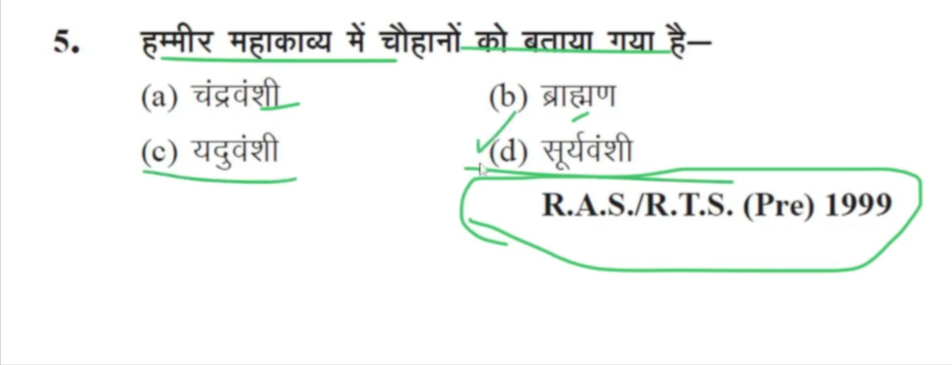 5. हम्मीर महाकाव्य में चौहानों को बताया गया है–
(a) चंद्रवंशी (b) ब्राह्मण
(c) यदुवंशी (d) सूर्यवंशी
R.A.S./R.T.S. (Pre) 1999